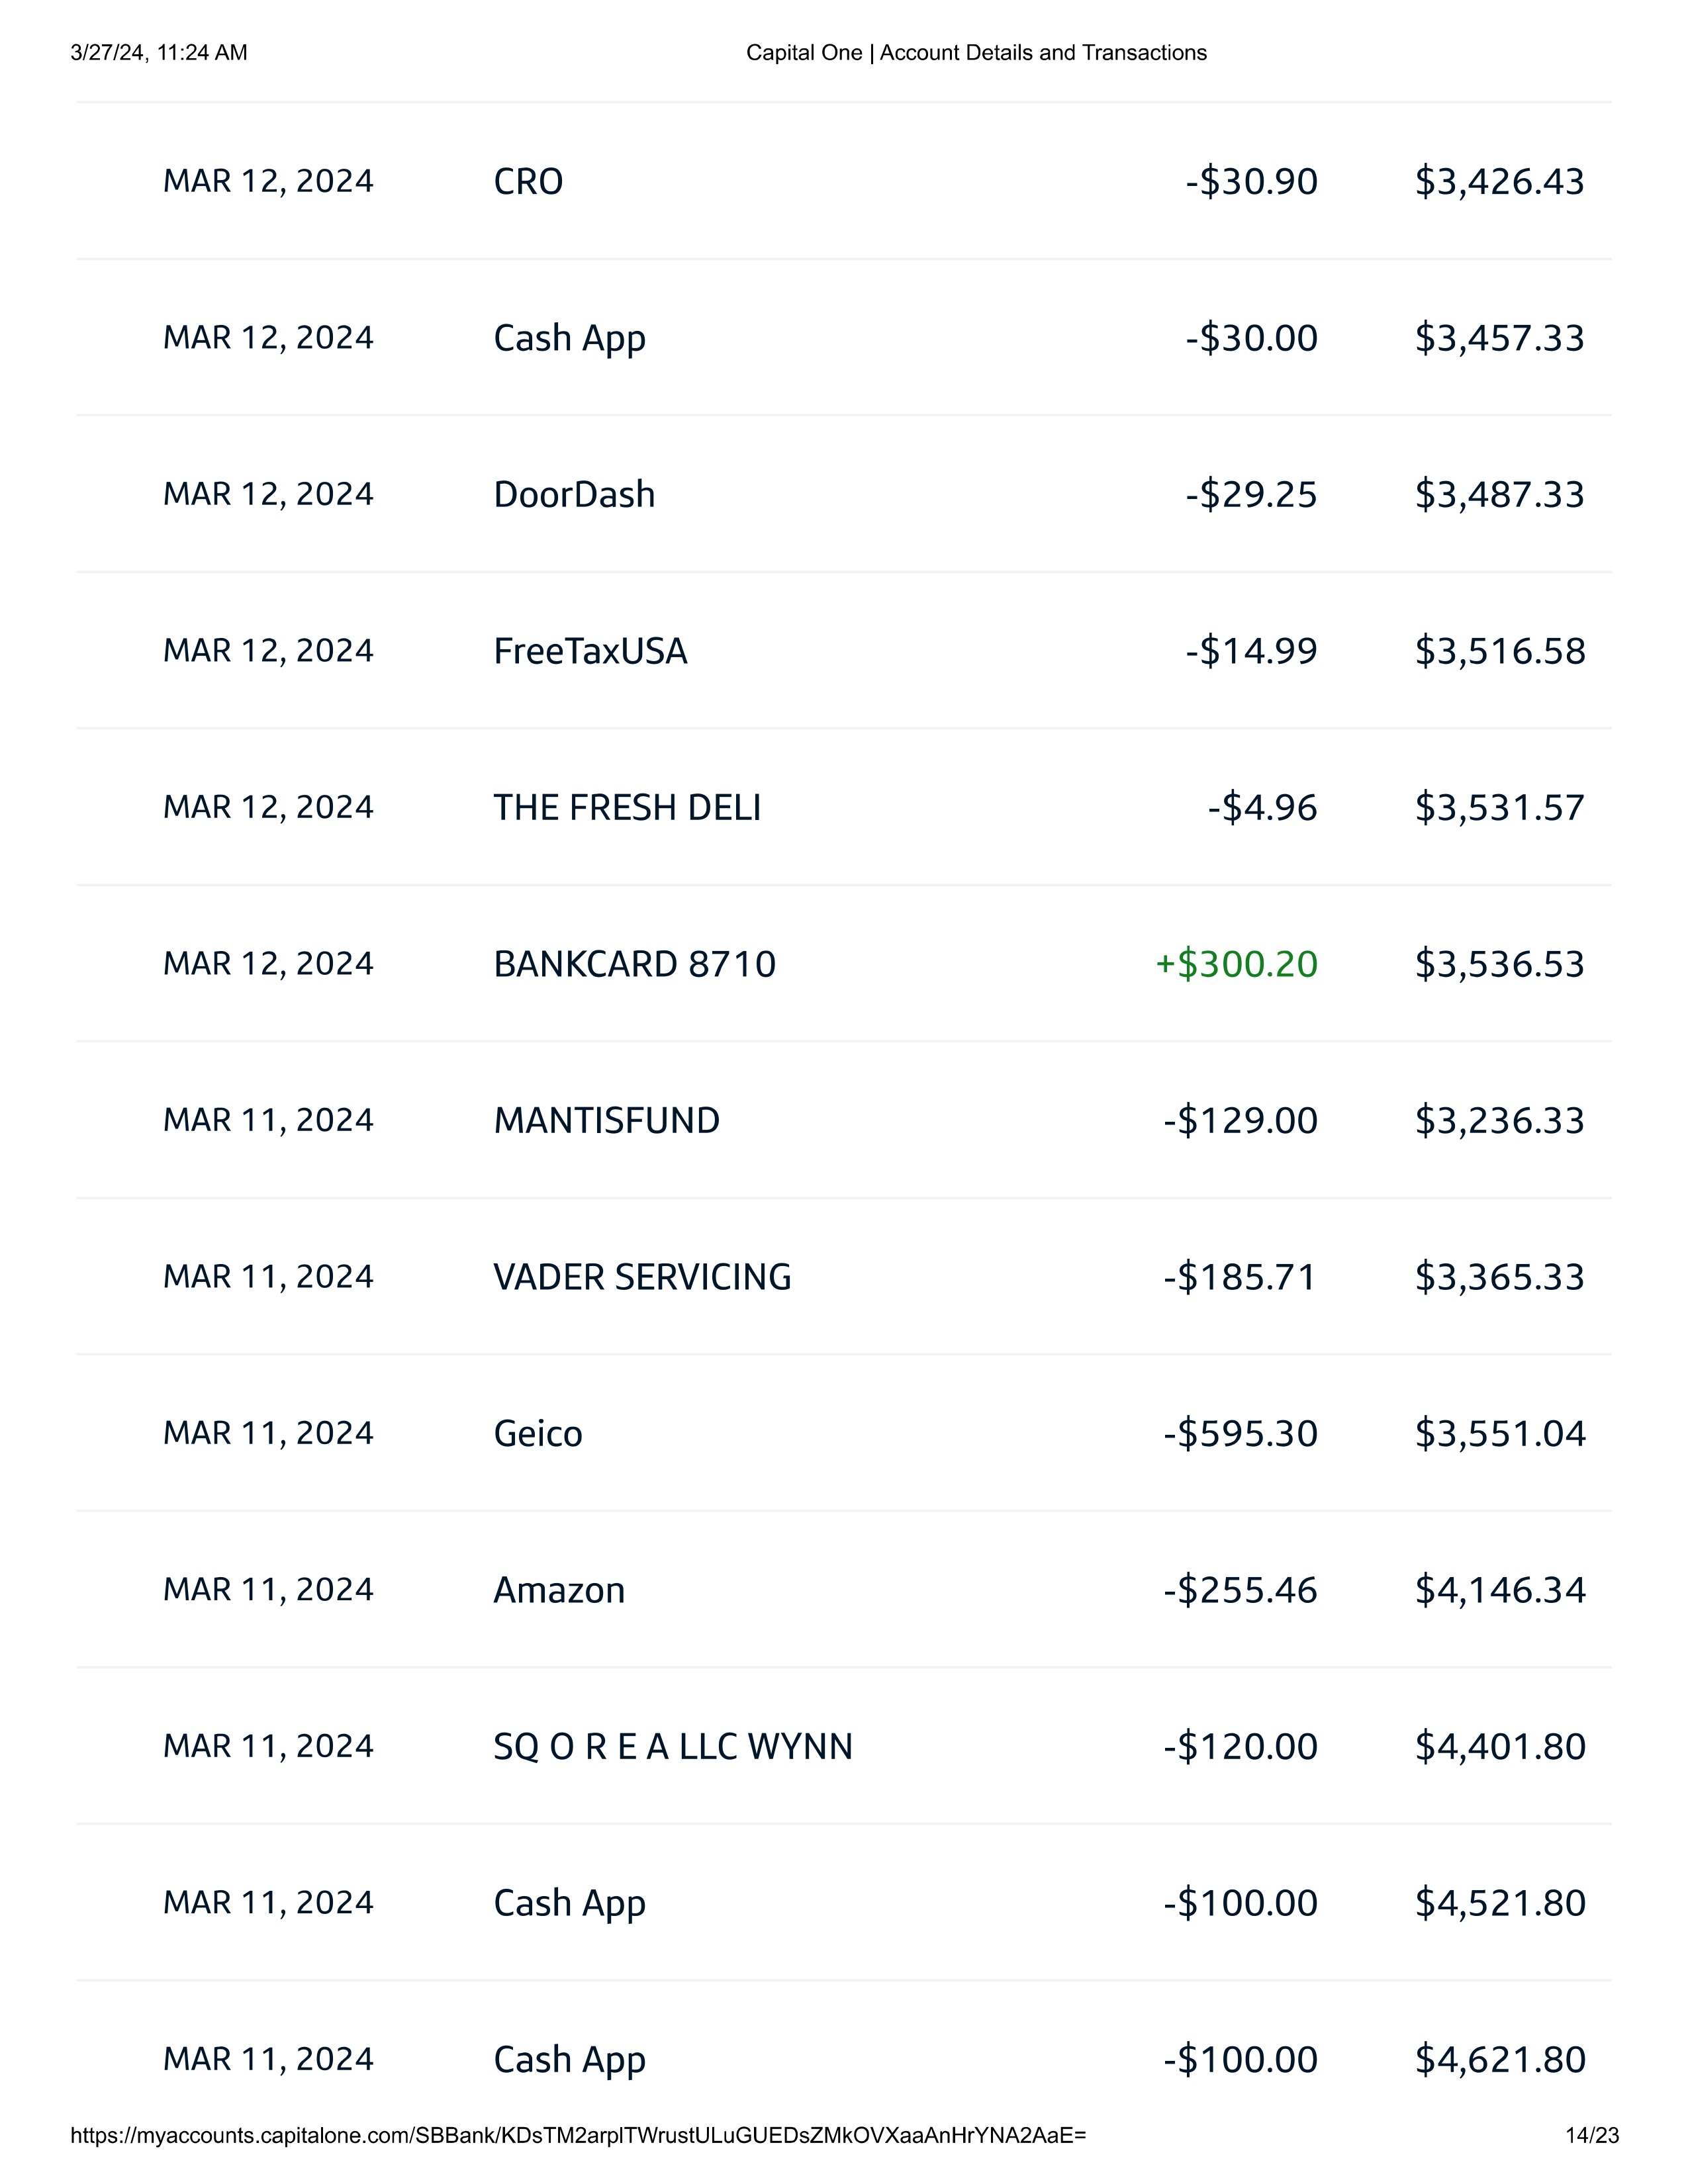 3/27/24, 11:24 AM Capital One | Account Details and Transactions
MAR 12, 2024 CRO -$30.90 $3,426.43
MAR 12, 2024 Cash App -$30.00 $3,457.33
MAR 12, 2024 DoorDash -$29.25 $3,487.33
MAR 12, 2024 FreeTaxUSA -$14.99 $3,516.58
MAR 12, 2024 THE FRESH DELI -$4.96 $3,531.57
MAR 12, 2024 BANKCARD 8710 +$300.20 $3,536.53
MAR 11, 2024 MANTISFUND -$129.00 $3,236.33
MAR 11, 2024 VADER SERVICING -$185.71 $3,365.33
MAR 11, 2024 Geico -$595.30 $3,551.04
MAR 11, 2024 Amazon -$255.46 $4,146.34
MAR 11, 2024 SQ O R E A LLC WYNN -$120.00 $4,401.80
MAR 11, 2024 Cash App -$100.00 $4,521.80
MAR 11, 2024 Cash App -$100.00 $4,621.80
https://myaccounts.capitalone.com/SBBank/KDsTM2arplTWrustULuGUEDsZMkOVXaaAnHrYNA2AaE= 14/23